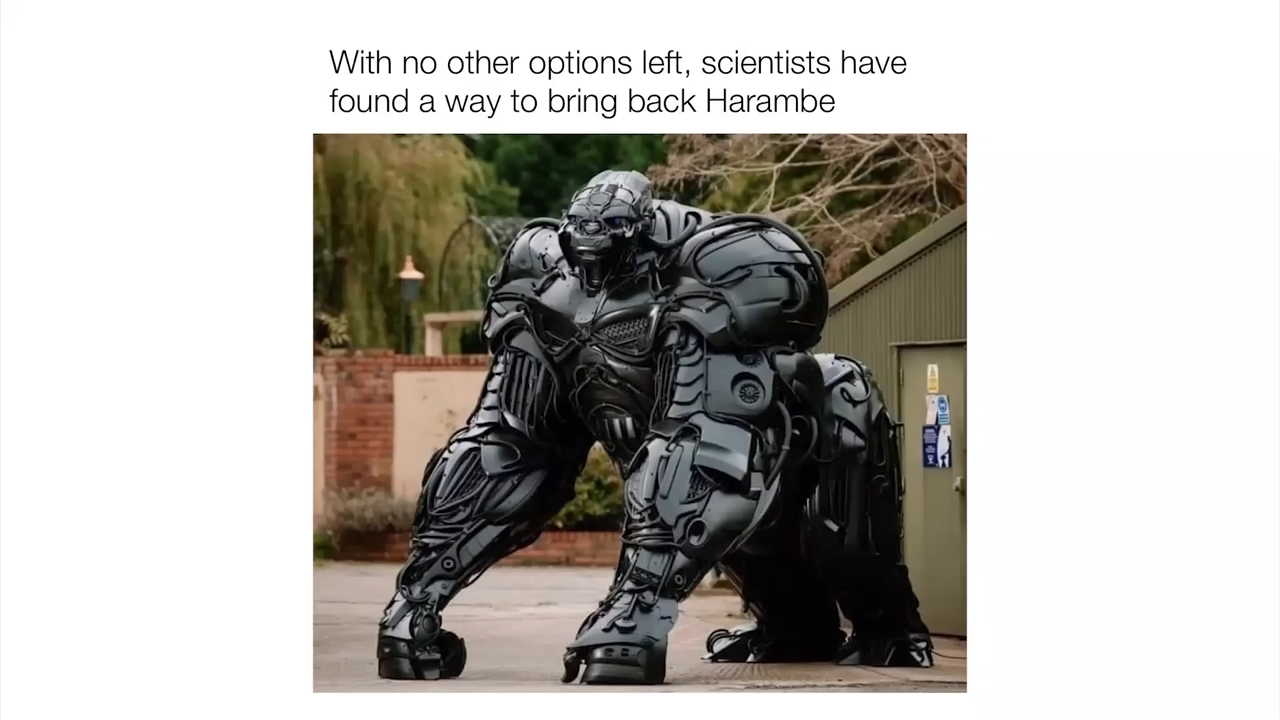 With no other options left, scientists have
found a way to bring back Harambe